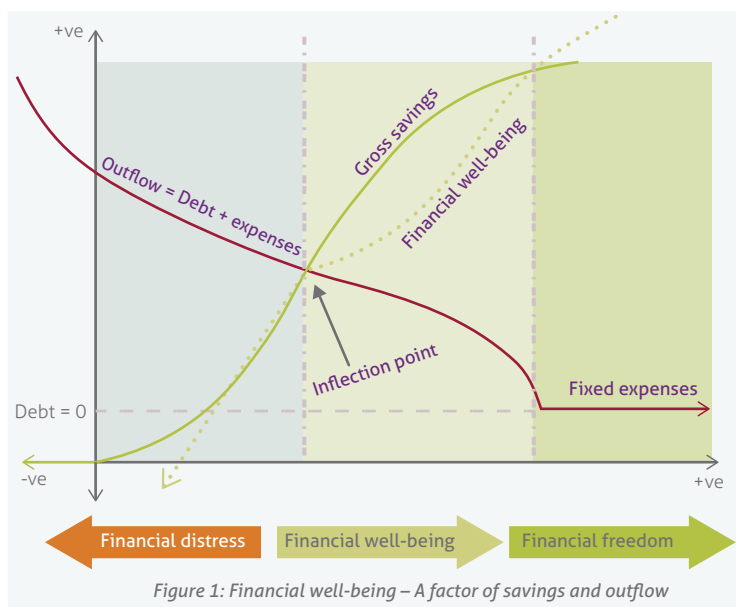 +ve
Gross savings
Outflow = Debt + expenses
Financial well-being
Inflection point
Fixed expenses
Debt = 0
-ve
+ve
Financial distress
Financial well-being
Financial freedom
Figure 1: Financial well-being – A factor of savings and outflow